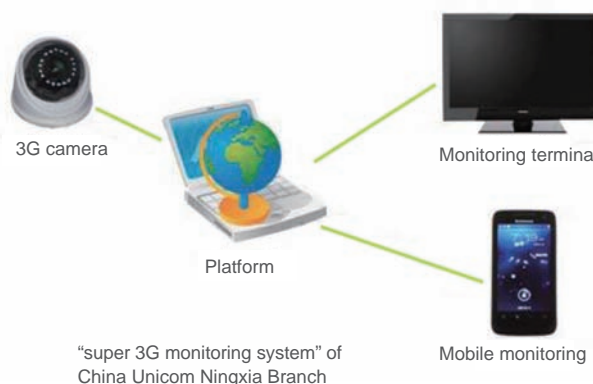 3G camera
Monitoring termina
Platform
Mobile monitoring
“super 3G monitoring system” of
China Unicom Ningxia Branch